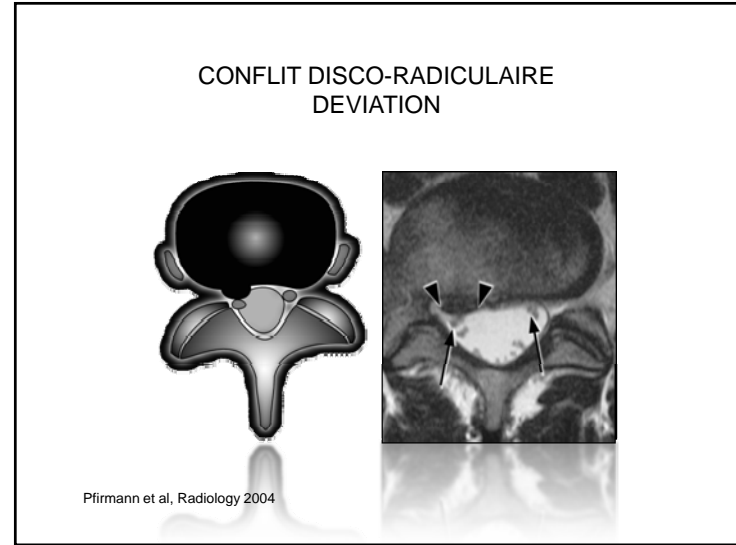 CONFLIT DISCO-RADICULAIRE
DEVIATION
Pfirmann et al, Radiology 2004